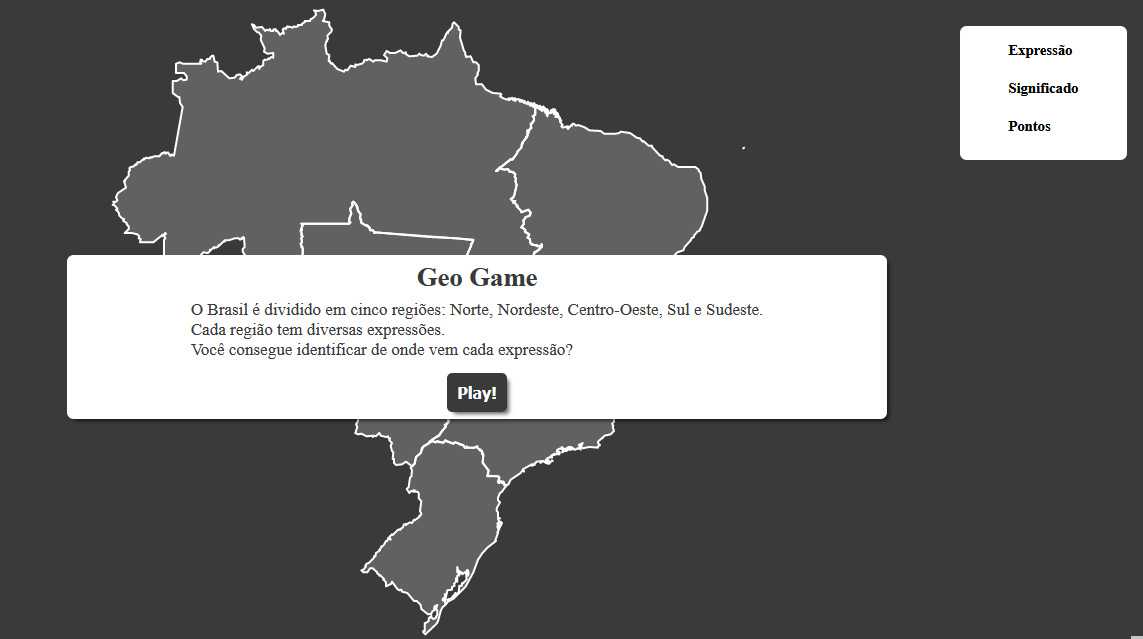 Expressão
Significado
Pontos
Geo Game
O Brasil é dividido em cinco regiões: Norte, Nordeste, Centro-Oeste, Sul e Sudeste.
Cada região tem diversas expressões.
Você consegue identificar de onde vem cada expressão?
Play!